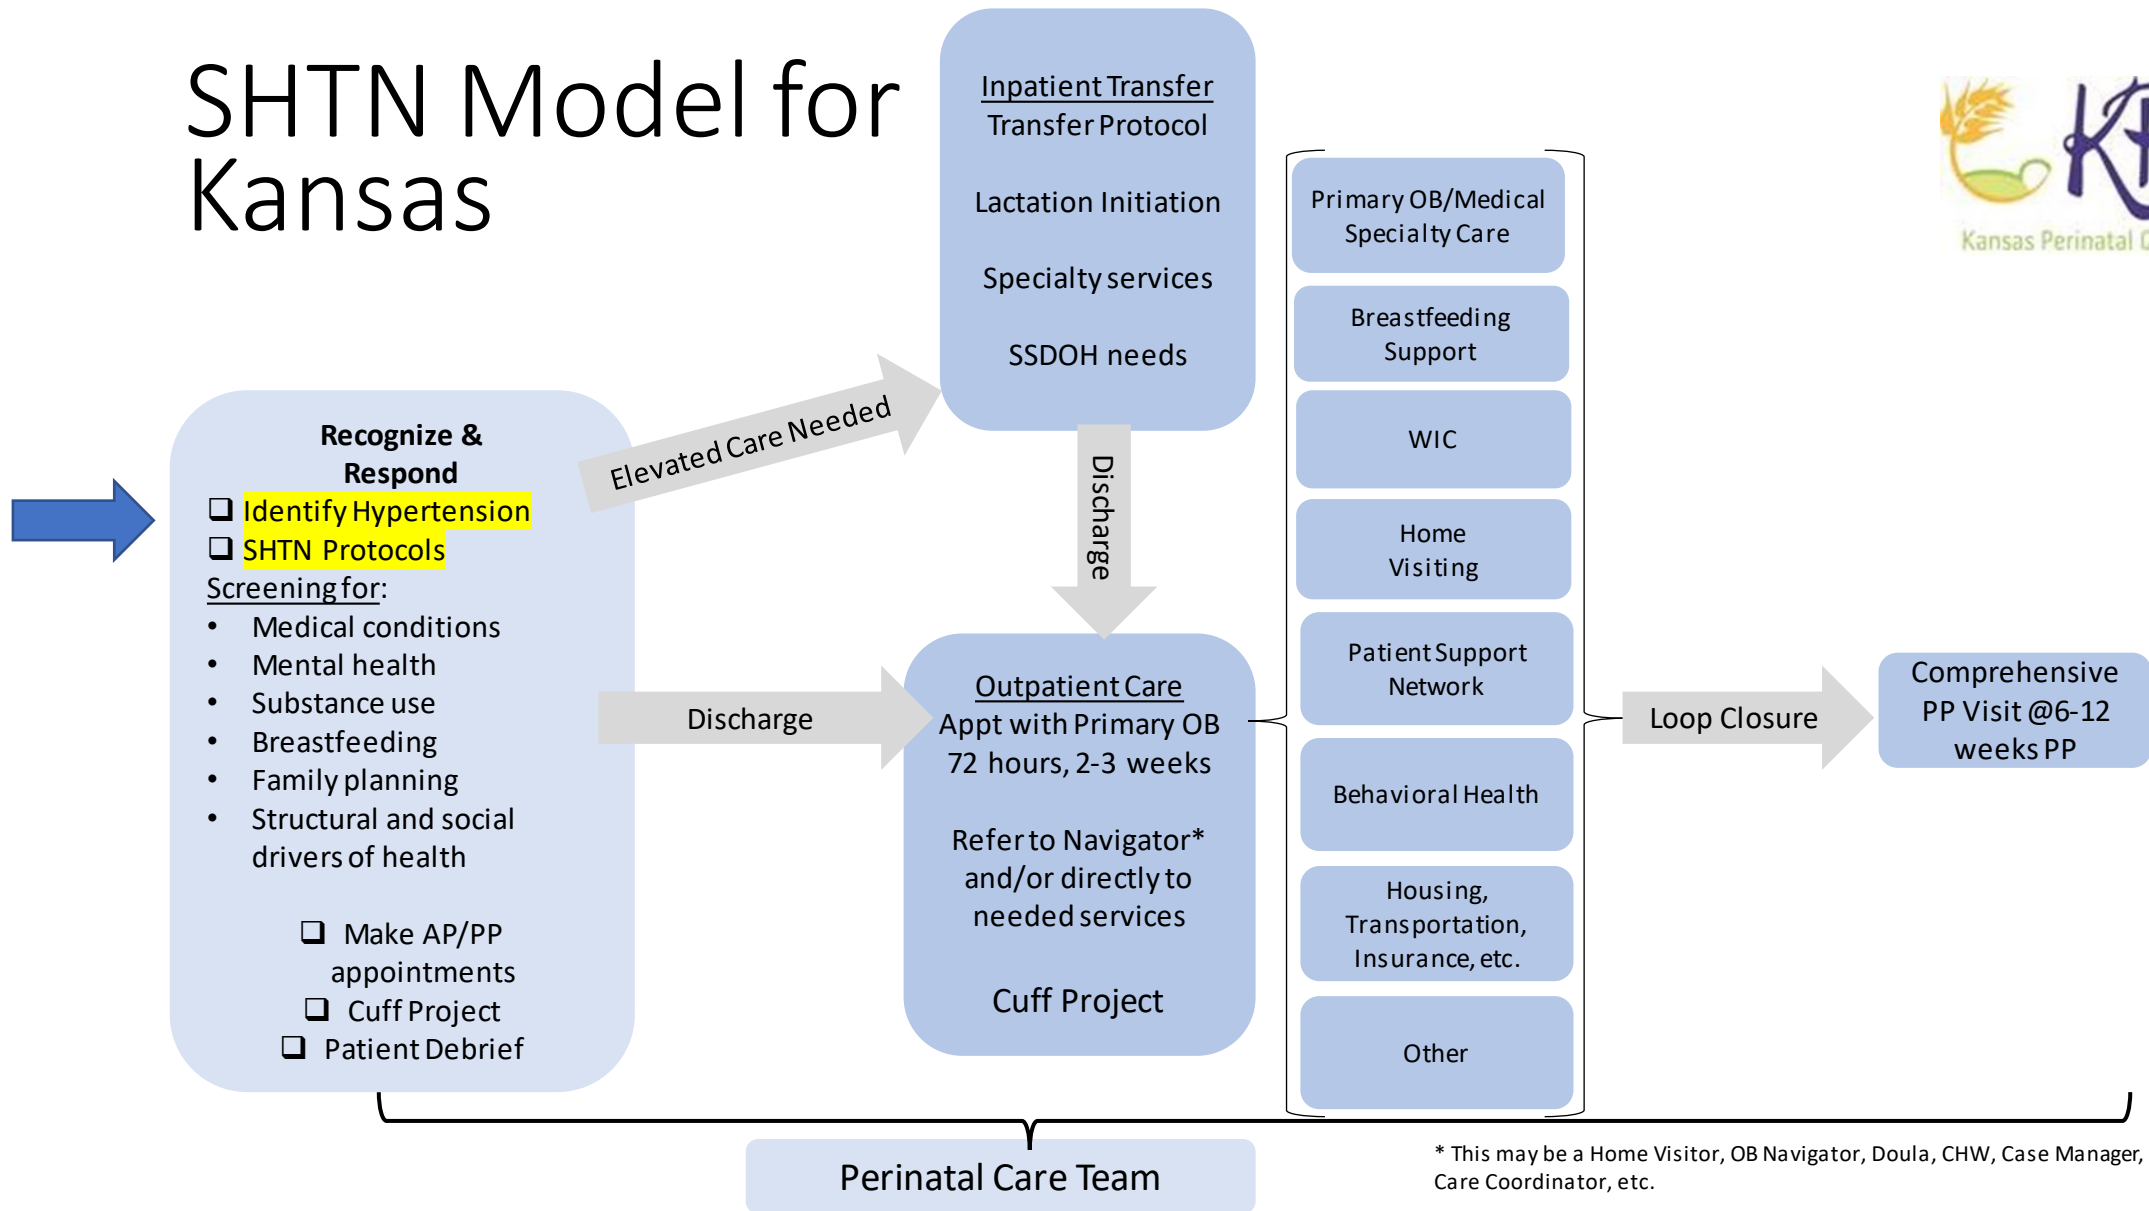 SHTN Model for
Kansas
Inpatient Transfer
Transfer Protocol
Lactation Initiation
Specialty services
SSDOH needs
Kansas Perinatal
Recognize &
Respond
❑ Identify Hypertension
❑ SHTN Protocols
Screening for:
• Medical conditions
• Mental health
• Substance use
• Breastfeeding
• Family planning
• Structural and social
drivers of health
❑ Make AP/PP
appointments
❑ Cuff Project
❑ Patient Debrief
Elevated Care Needed
Discharge
Discharge
Outpatient Care
Appt with Primary OB
72 hours, 2-3 weeks
Refer to Navigator*
and/or directly to
needed services
Cuff Project
Primary OB/Medical
Specialty Care
Breastfeeding
Support
WIC
Home
Visiting
Patient Support
Network
Behavioral Health
Housing,
Transportation,
Insurance, etc.
Other
Loop Closure
Comprehensive
PP Visit @6-12
weeks PP
Perinatal Care Team
* This may be a Home Visitor, OB Navigator, Doula, CHW, Case Manager,
Care Coordinator, etc.